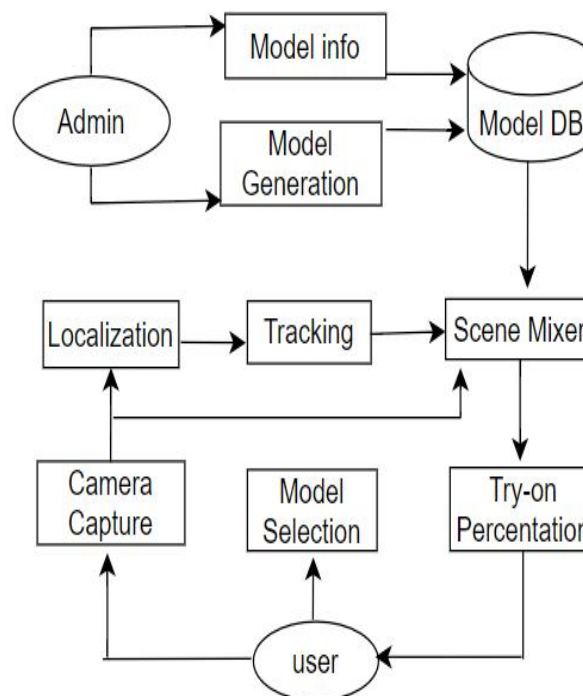 Model info
Admin
Model DB
Model
Generation
Localization
Tracking
Scene Mixer
Camera
Capture
Model
Selection
Try-on
Percentation
user